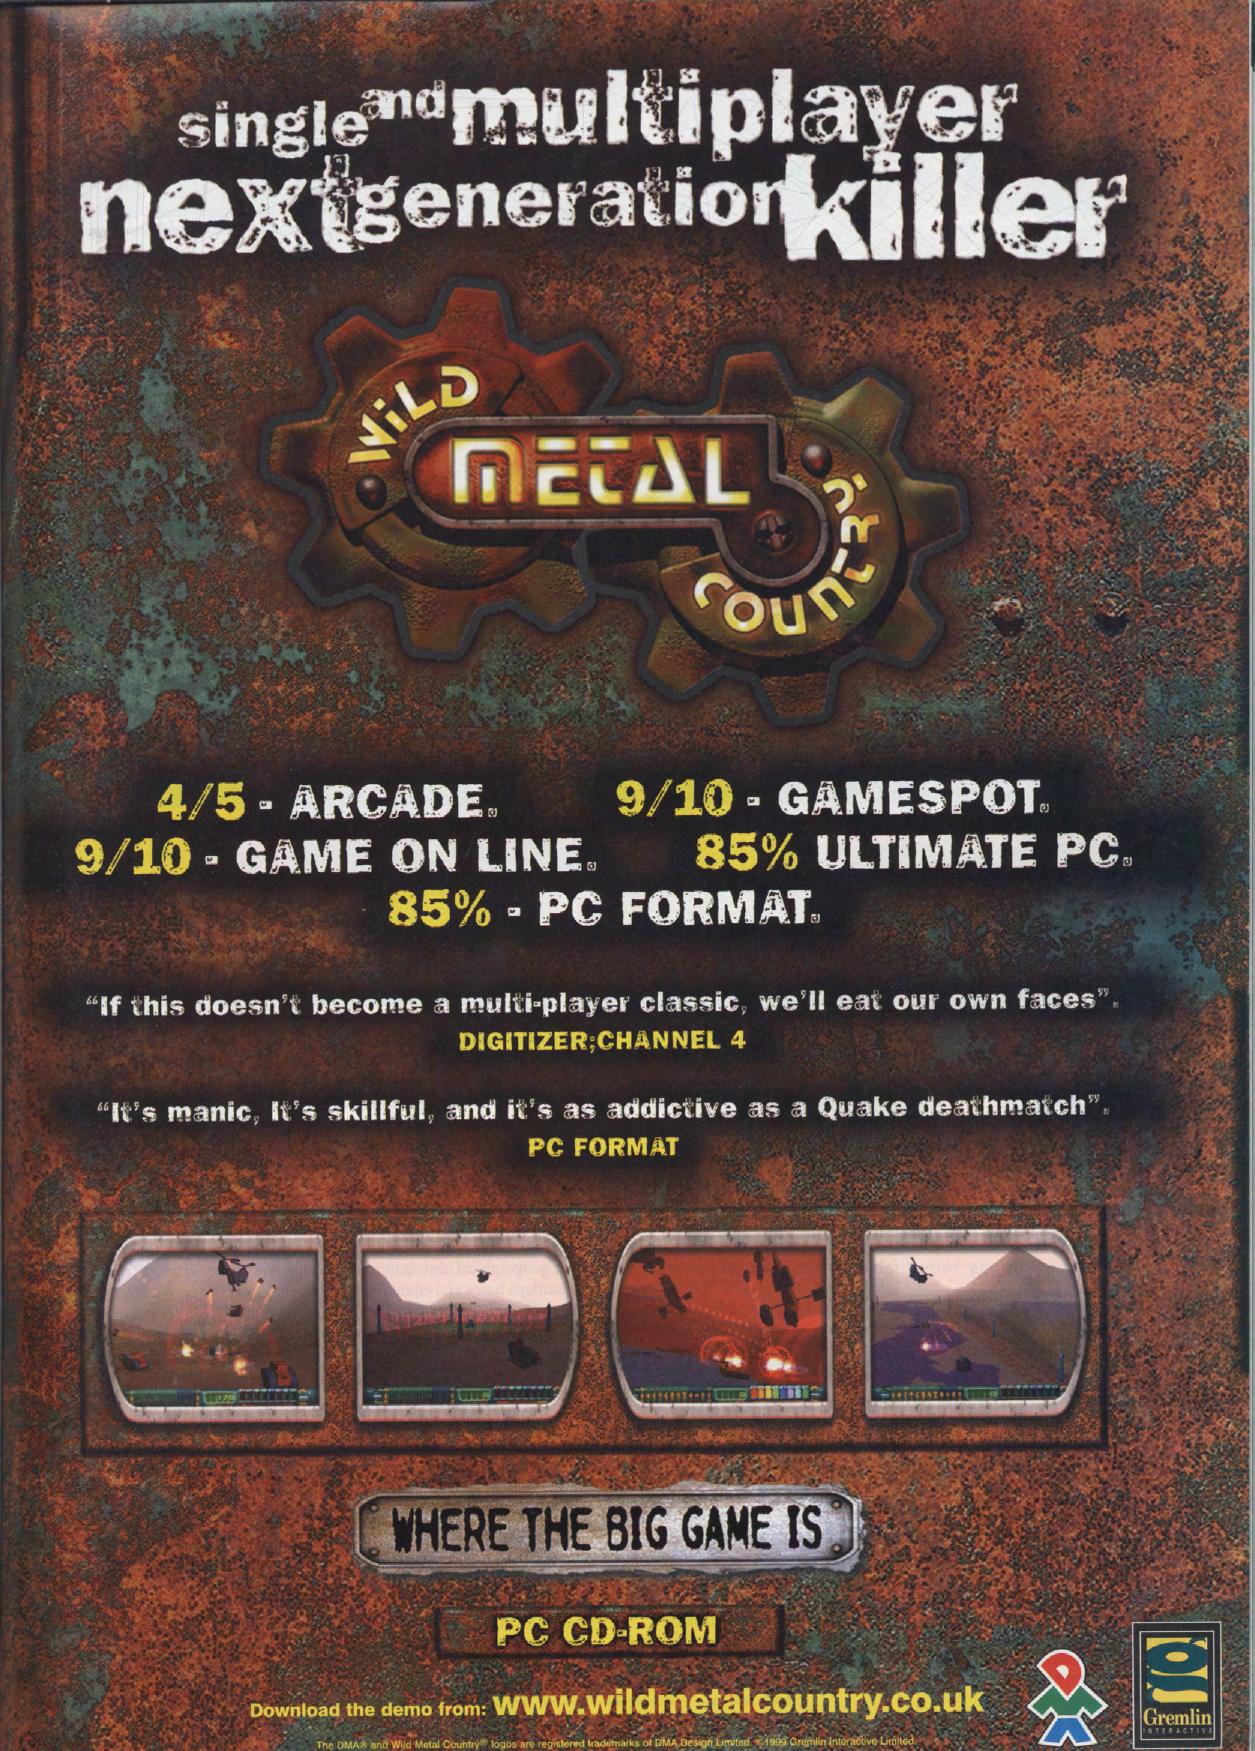 single and multiplayer
next generation killer
WiLD
METAL
COUNTRY
4/5 - ARCADE. 9/10 - GAMESPOT.
9/10 - GAME ON LINE. 85% ULTIMATE PC.
85% - PC FORMAT.
“If this doesn't become a multi-player classic, we'll eat our own faces”.
DIGITIZER;CHANNEL 4
“It's manic, It's skillful, and it's as addictive as a Quake deathmatch”.
PC FORMAT
WHERE THE BIG GAME IS
PC CD-ROM
Download the demo from: www.wildmetalcountry.co.uk
DMA
Gremlin
INTERACTIVE
The DMA® and Wild Metal Country® logos are registered trademarks of DMA Design Limited. © 1999 Gremlin Interactive Limited.